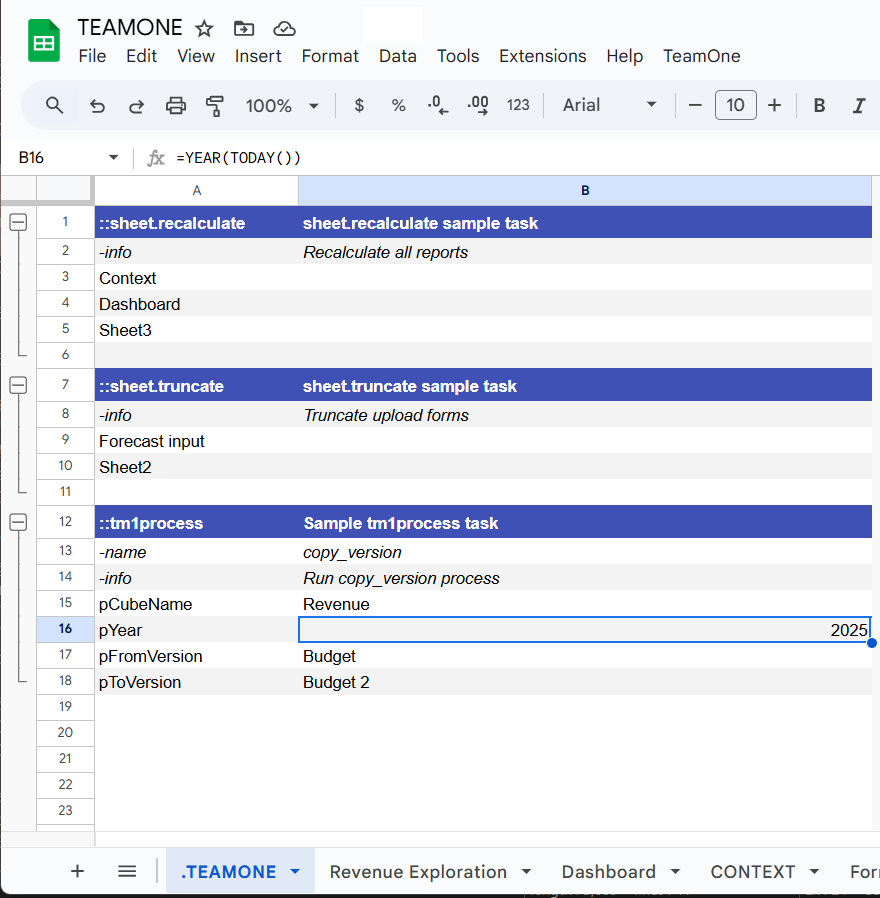 TEAMONE
File Edit View Insert Format Data Tools Extensions Help TeamOne
100% $ % .0 .00 123 Arial 10 B I
B16 fx =YEAR(TODAY())
A B
1 ::sheet.recalculate sheet.recalculate sample task
2 -info Recalculate all reports
3 Context
4 Dashboard
5 Sheet3
6
7 ::sheet.truncate sheet.truncate sample task
8 -info Truncate upload forms
9 Forecast input
10 Sheet2
11
12 ::tm1process Sample tm1process task
13 -name copy_version
14 -info Run copy_version process
15 pCubeName Revenue
16 pYear 2025
17 pFromVersion Budget
18 pToVersion Budget 2
19
20
21
22
23
.TEAMONE Revenue Exploration Dashboard CONTEXT